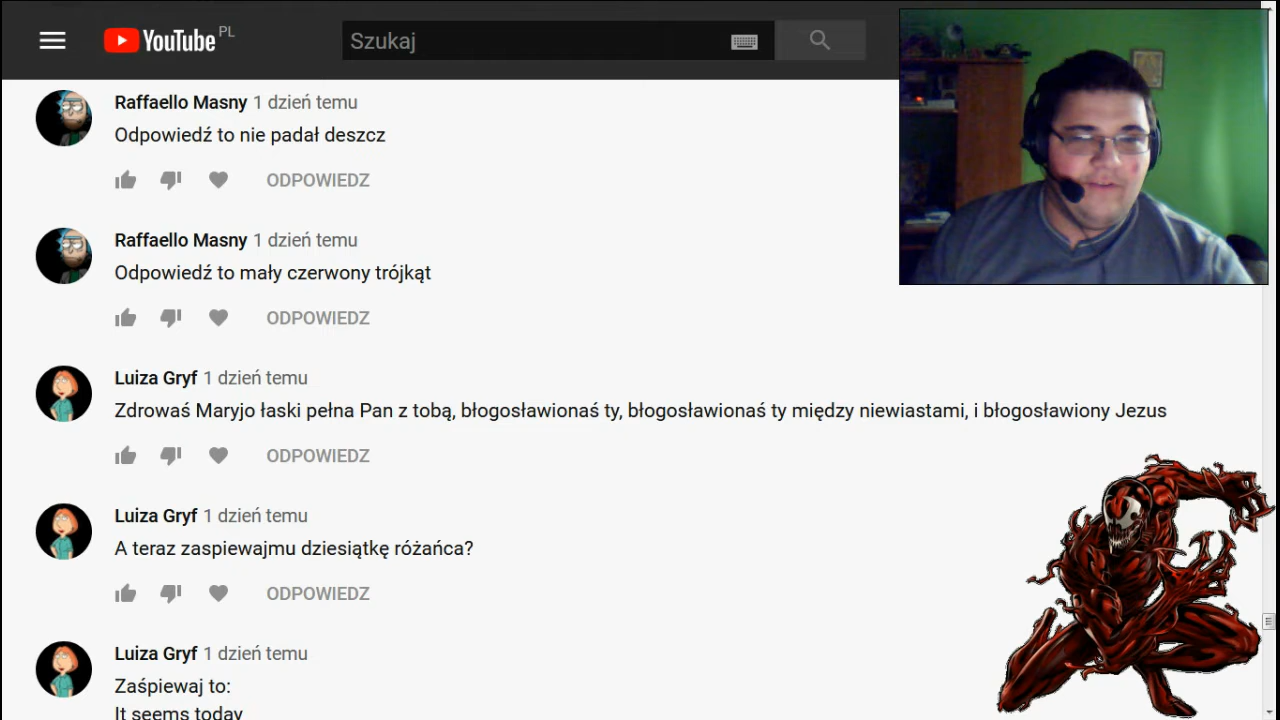 YouTube PL
Szukaj
Raffaello Masny 1 dzień temu
Odpowiedź to nie padał deszcz
ODPOWIEDZ
Raffaello Masny 1 dzień temu
Odpowiedź to mały czerwony trójkąt
ODPOWIEDZ
Luiza Gryf 1 dzień temu
Zdrowaś Maryjo łaski pełna Pan z tobą, błogosławionaś ty, błogosławionaś ty między niewiastami, i błogosławiony Jezus
ODPOWIEDZ
Luiza Gryf 1 dzień temu
A teraz zaspiewajmu dziesiątkę różańca?
ODPOWIEDZ
Luiza Gryf 1 dzień temu
Zaśpiewaj to:
It seems today